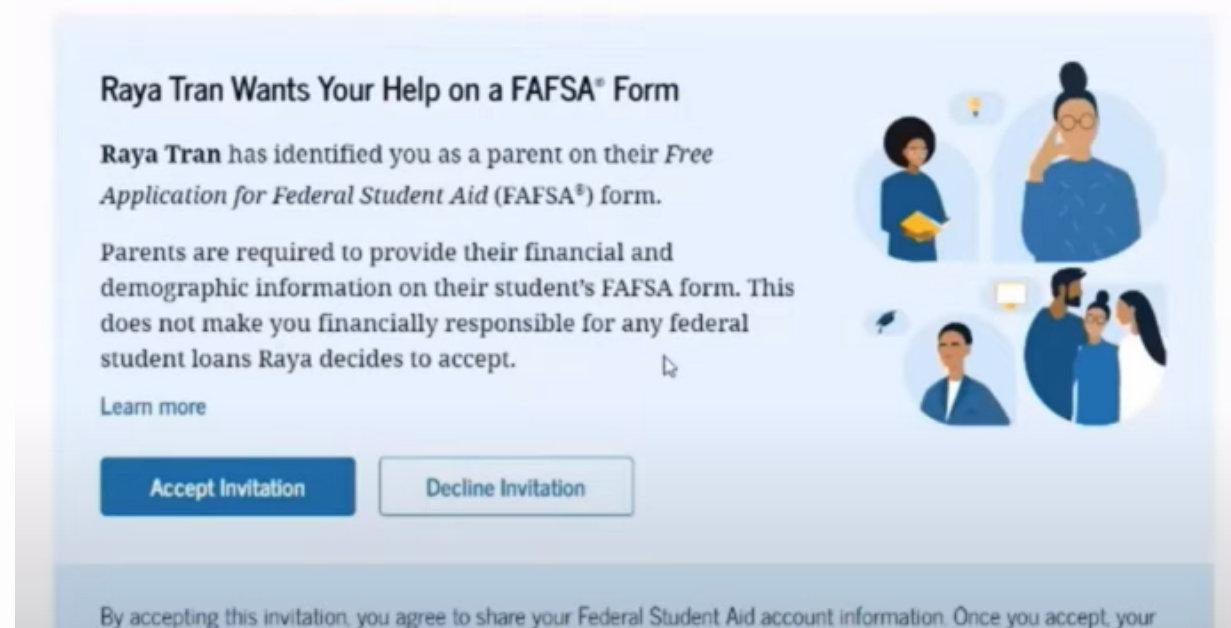 Raya Tran Wants Your Help on a FAFSA® Form
Raya Tran has identified you as a parent on their Free
Application for Federal Student Aid (FAFSA®) form.
Parents are required to provide their financial and
demographic information on their student's FAFSA form. This
does not make you financially responsible for any federal
student loans Raya decides to accept.
Learn more
Accept Invitation
Decline Invitation
By accepting this invitation, you agree to share your Federal Student Aid account information. Once you accept, your